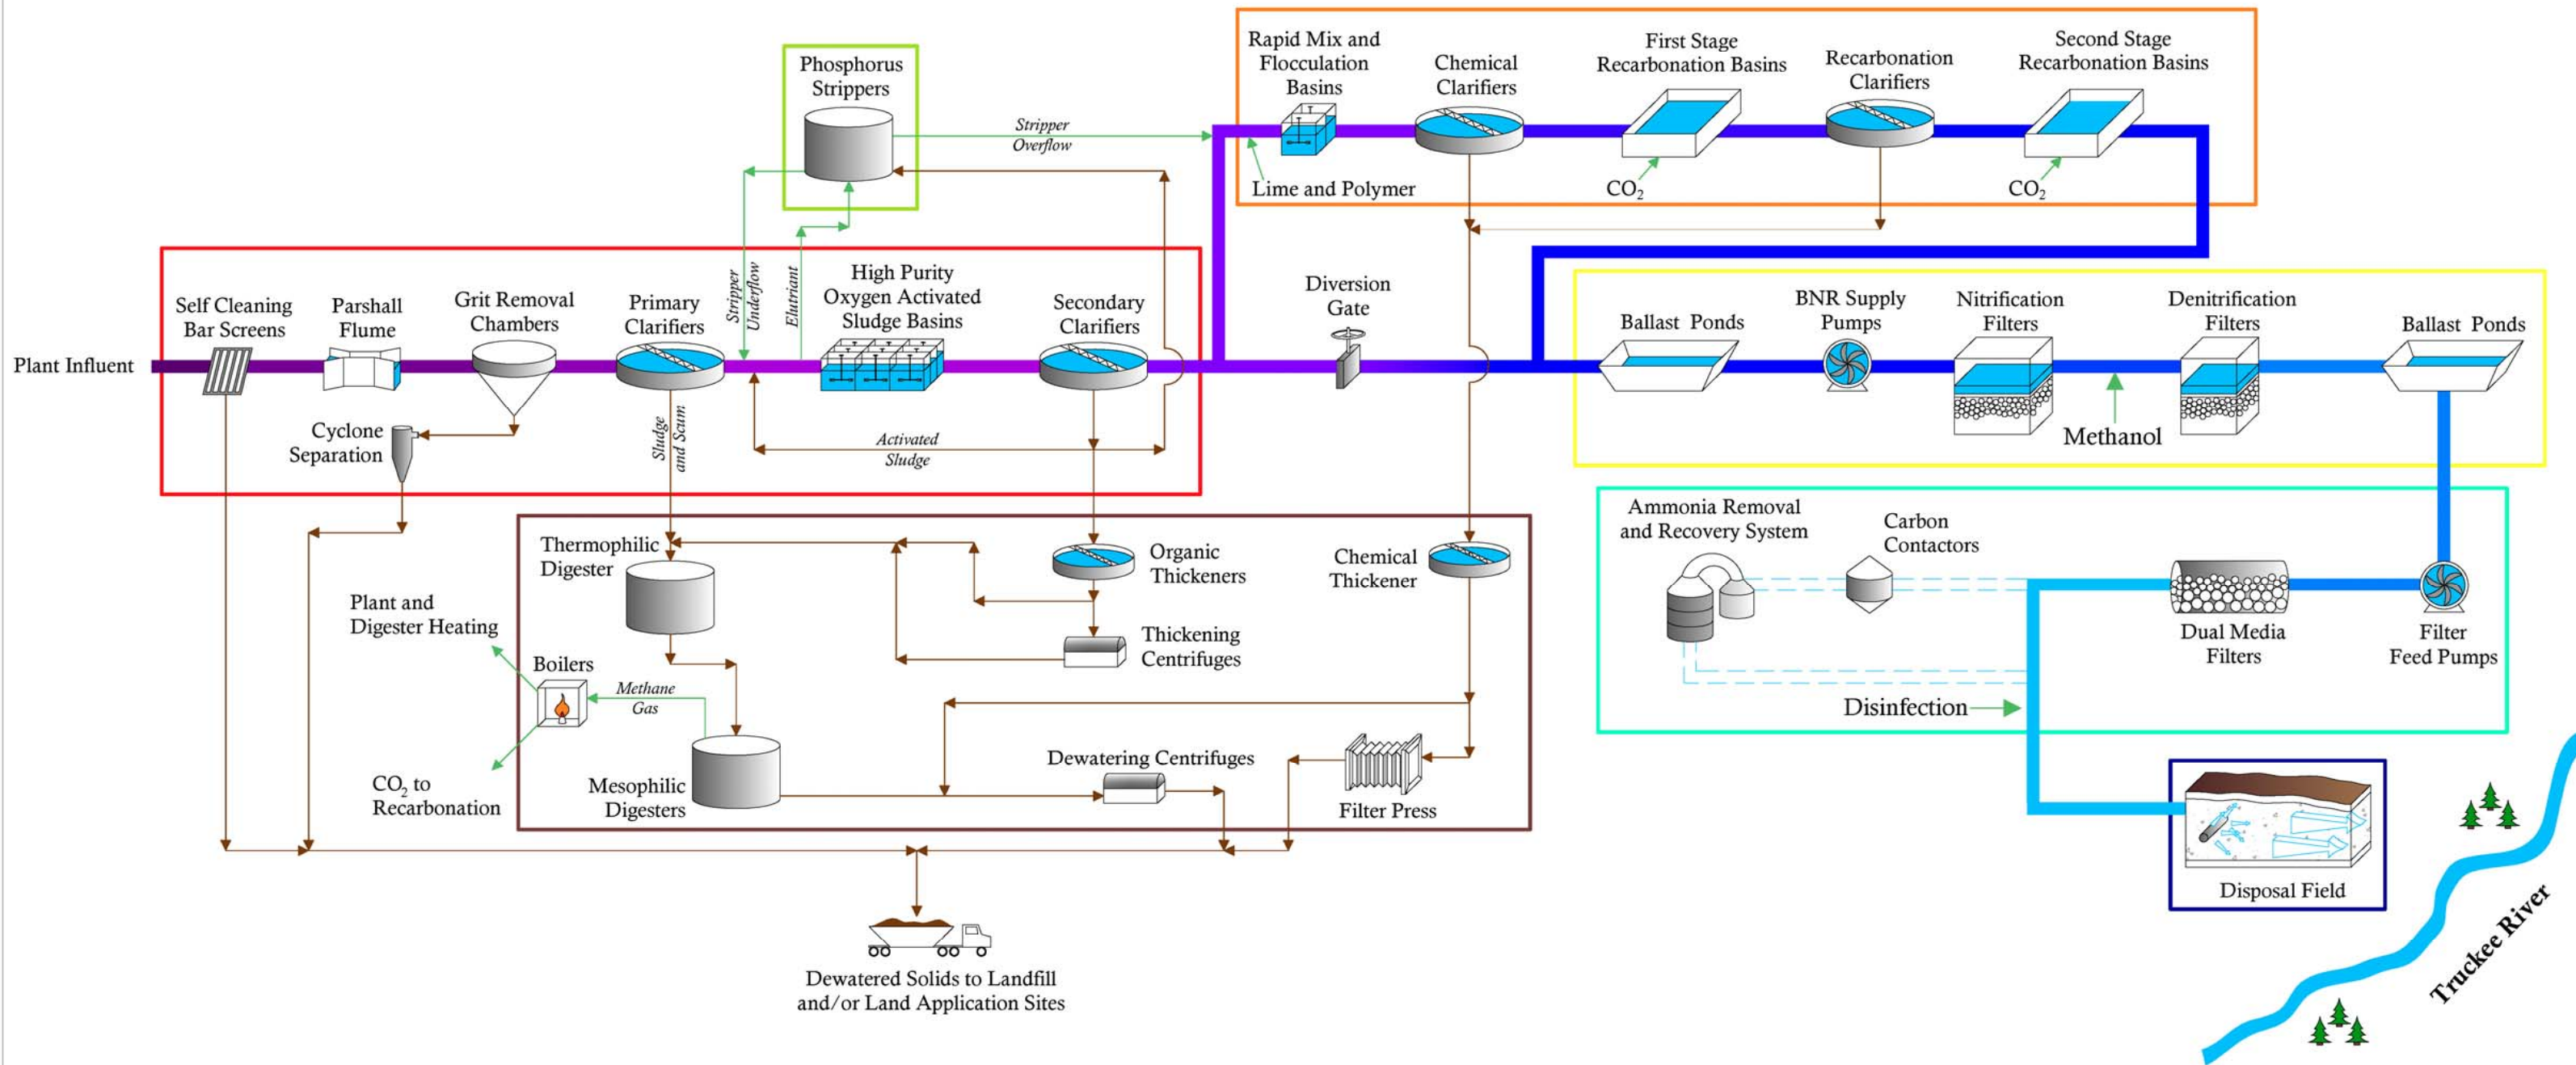 Phosphorus
Strippers
Stripper
Overflow
Rapid Mix and
Flocculation
Basins
Chemical
Clarifiers
First Stage
Recarbonation Basins
Recarbonation
Clarifiers
Second Stage
Recarbonation Basins
Lime and Polymer
CO₂
CO₂
Plant Influent
Self Cleaning
Bar Screens
Parshall
Flume
Grit Removal
Chambers
Primary
Clarifiers
Stripper
Underflow
Elutriant
High Purity
Oxygen Activated
Sludge Basins
Secondary
Clarifiers
Cyclone
Separation
Sludge
and Scum
Activated
Sludge
Diversion
Gate
Ballast Ponds
BNR Supply
Pumps
Nitrification
Filters
Methanol
Denitrification
Filters
Ballast Ponds
Thermophilic
Digester
Organic
Thickeners
Chemical
Thickener
Thickening
Centrifuges
Plant and
Digester Heating
Boilers
Methane
Gas
CO₂ to
Recarbonation
Mesophilic
Digesters
Dewatering Centrifuges
Filter Press
Ammonia Removal
and Recovery System
Carbon
Contactors
Dual Media
Filters
Filter
Feed Pumps
Disinfection
Disposal Field
Truckee River
Dewatered Solids to Landfill
and/or Land Application Sites